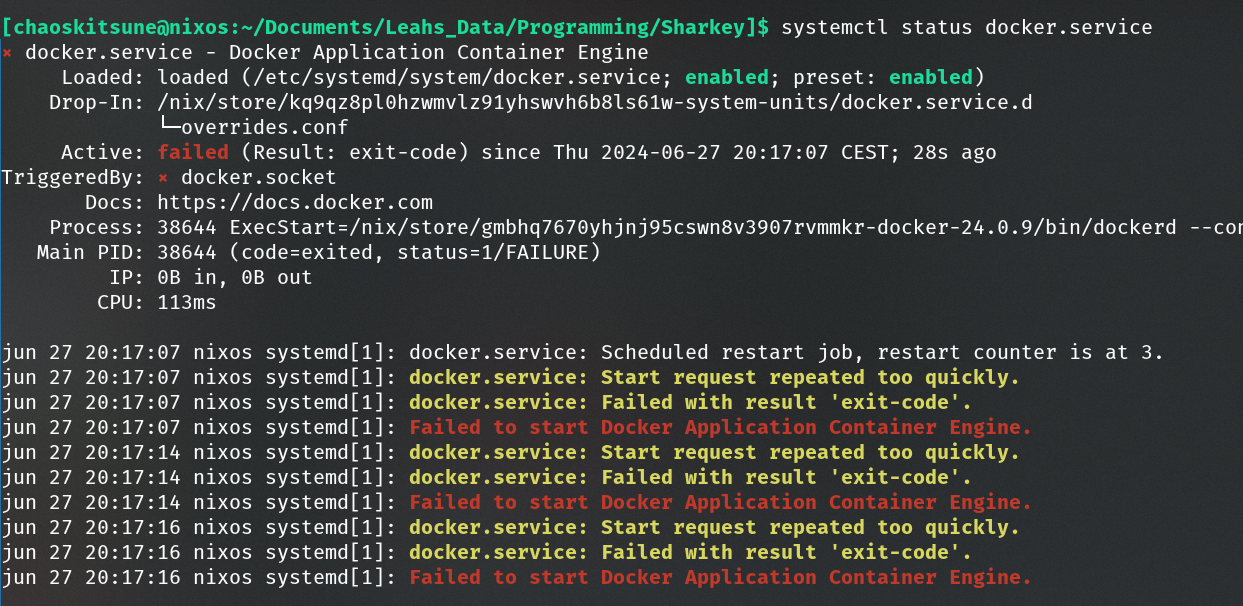 [chaoskitsune@nixos:~/Documents/Leahs_Data/Programming/Sharkey]$ systemctl status docker.service
× docker.service - Docker Application Container Engine
     Loaded: loaded (/etc/systemd/system/docker.service; enabled; preset: enabled)
    Drop-In: /nix/store/kq9qz8pl0hzwmvlz91yhswvh6b8ls61w-system-units/docker.service.d
             └─overrides.conf
     Active: failed (Result: exit-code) since Thu 2024-06-27 20:17:07 CEST; 28s ago
TriggeredBy: × docker.socket
       Docs: https://docs.docker.com
    Process: 38644 ExecStart=/nix/store/gmbhq7670yhjnj95cswn8v3907rvmmkr-docker-24.0.9/bin/dockerd --con
   Main PID: 38644 (code=exited, status=1/FAILURE)
         IP: 0B in, 0B out
        CPU: 113ms

jun 27 20:17:07 nixos systemd[1]: docker.service: Scheduled restart job, restart counter is at 3.
jun 27 20:17:07 nixos systemd[1]: docker.service: Start request repeated too quickly.
jun 27 20:17:07 nixos systemd[1]: docker.service: Failed with result 'exit-code'.
jun 27 20:17:07 nixos systemd[1]: Failed to start Docker Application Container Engine.
jun 27 20:17:14 nixos systemd[1]: docker.service: Start request repeated too quickly.
jun 27 20:17:14 nixos systemd[1]: docker.service: Failed with result 'exit-code'.
jun 27 20:17:14 nixos systemd[1]: Failed to start Docker Application Container Engine.
jun 27 20:17:16 nixos systemd[1]: docker.service: Start request repeated too quickly.
jun 27 20:17:16 nixos systemd[1]: docker.service: Failed with result 'exit-code'.
jun 27 20:17:16 nixos systemd[1]: Failed to start Docker Application Container Engine.